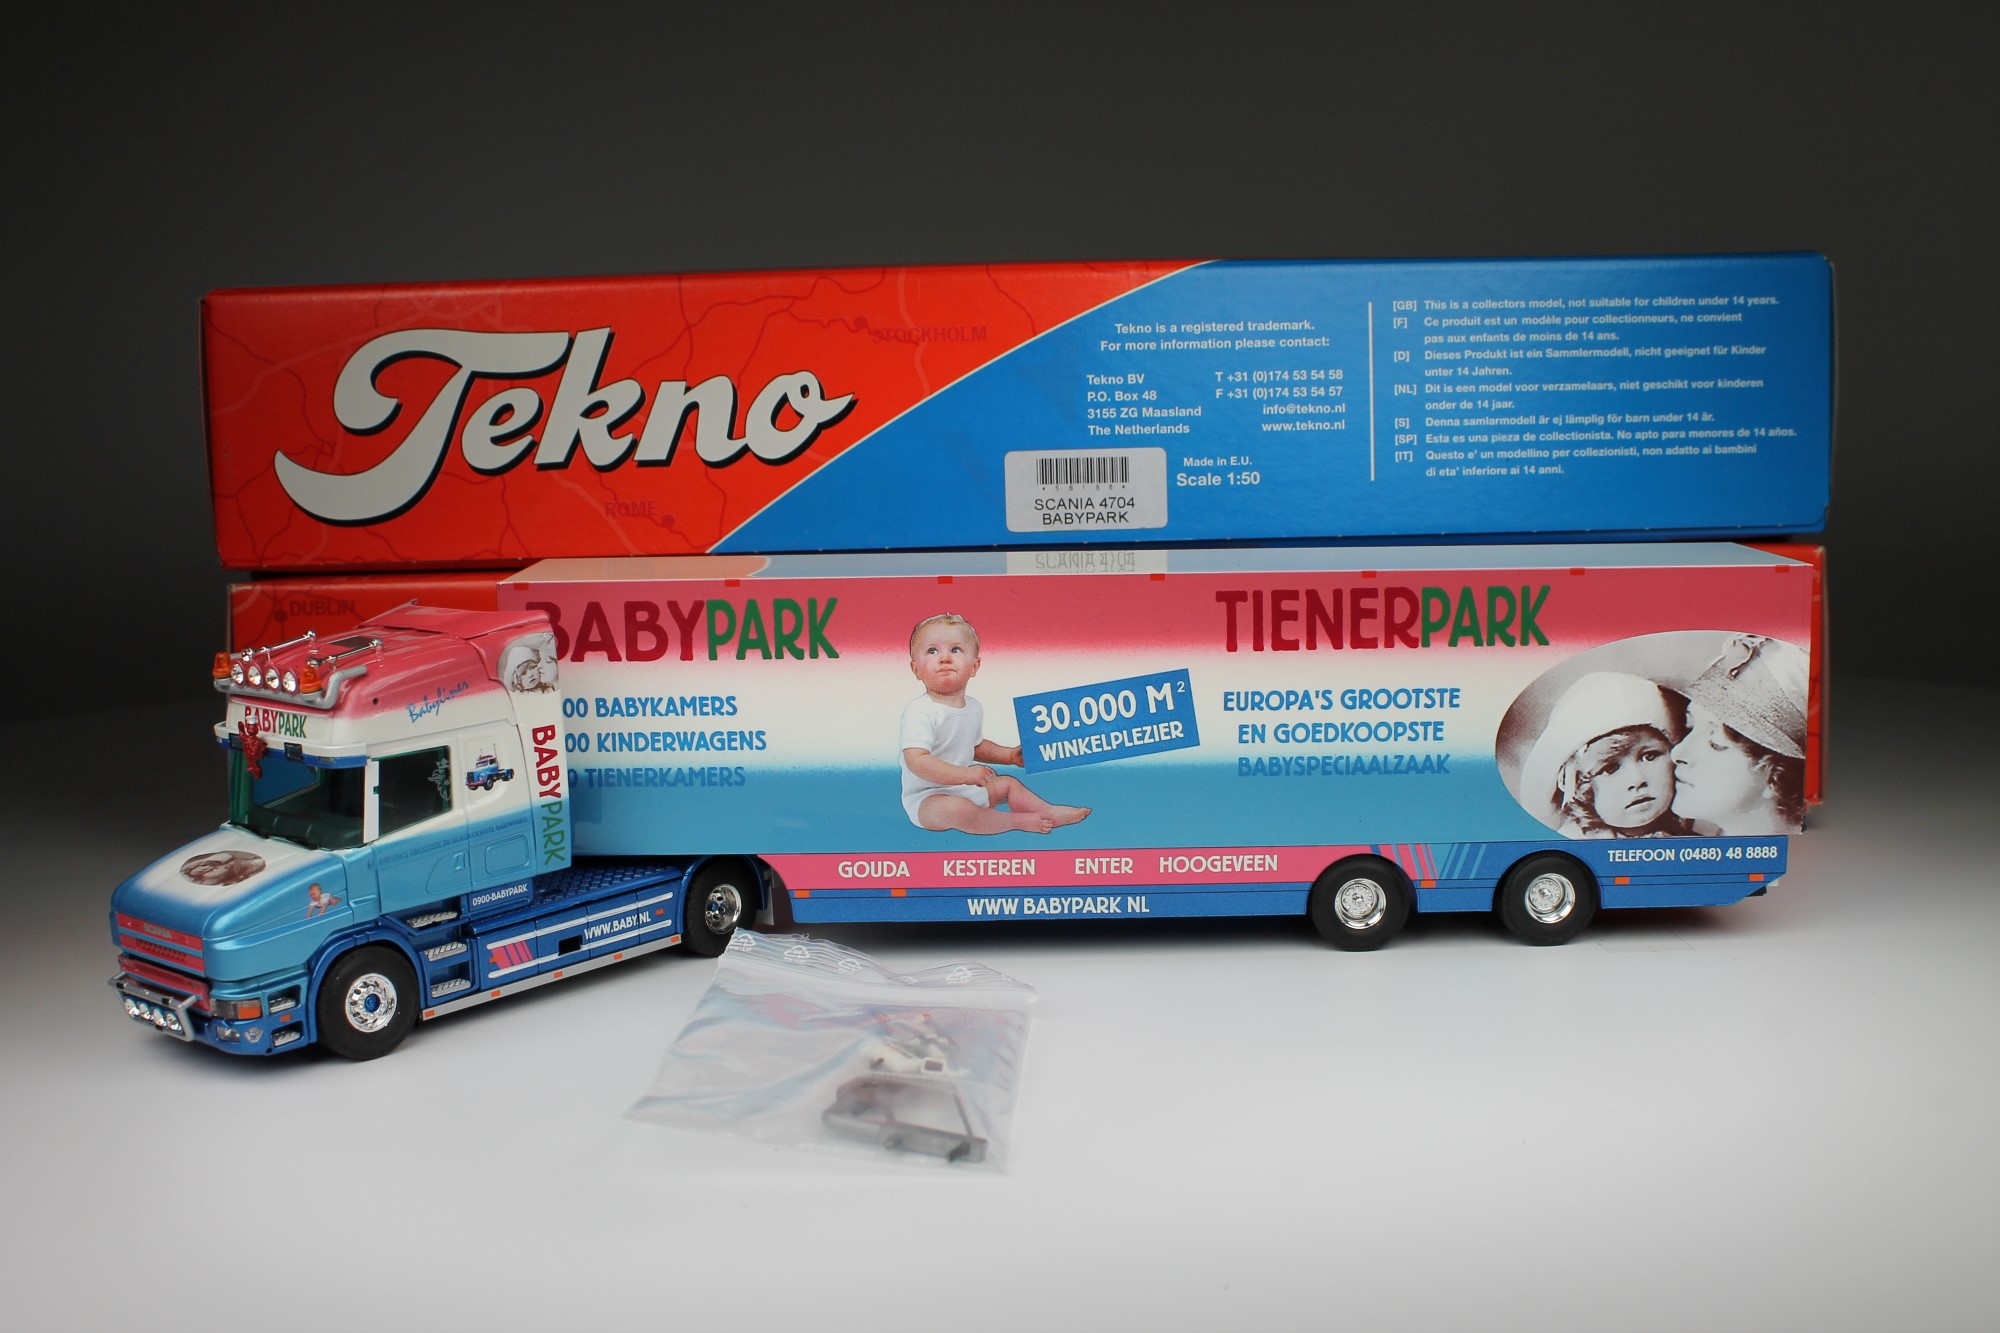 Tekno
STOCKHOLM
ROME
Tekno is a registered trademark.
For more information please contact:
Tekno BV
P.O. Box 48
3155 ZG Maasland
The Netherlands
T +31 (0)174 53 54 58
F +31 (0)174 53 54 57
info@tekno.nl
www.tekno.nl
Made in E.U.
Scale 1:50
SCANIA 4704
BABYPARK
[GB] This is a collectors model, not suitable for children under 14 years.
[F] Ce produit est un modèle pour collectionneurs, ne convient
pas aux enfants de moins de 14 ans.
[D] Dieses Produkt ist ein Sammlermodell, nicht geeignet für Kinder
unter 14 Jahren.
[NL] Dit is een model voor verzamelaars, niet geschikt voor kinderen
onder de 14 jaar.
[S] Denna samlarmodell är ej lämplig för barn under 14 år.
[SP] Esta es una pieza de collectionista. No apto para menores de 14 años.
[IT] Questo e' un modellino per collezionisti, non adatto ai bambini
di eta' inferiore ai 14 anni.
DUBLIN
BABYPARK
00 BABYKAMERS
00 KINDERWAGENS
0 TIENERKAMERS
30.000 M2
WINKELPLEZIER
TIENERPARK
EUROPA'S GROOTSTE
EN GOEDKOOPSTE
BABYSPECIAALZAAK
GOUDA KESTEREN ENTER HOOGEVEEN
WWW BABYPARK NL
TELEFOON (0488) 48 8888
BABYPARK
Babylines
BABYPARK
0900-BABYPARK
WWW.BABY.NL
SCANIA